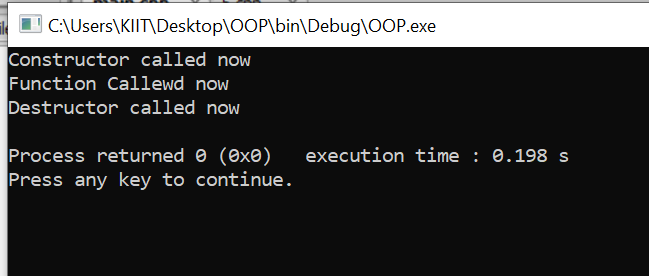 C:\Users\KIIT\Desktop\OOP\bin\Debug\OOP.exe
Constructor called now
Function Callewd now
Destructor called now
Process returned 0 (0x0)   execution time : 0.198 s
Press any key to continue.